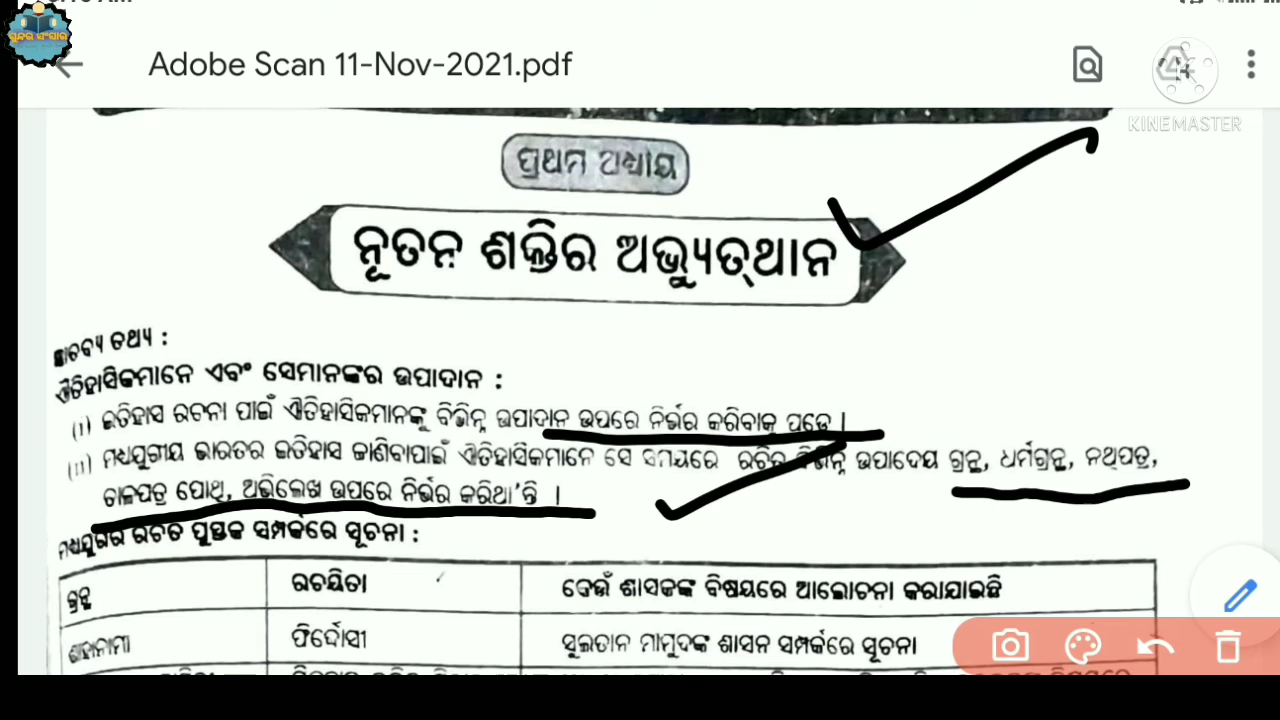 ସୁନ୍ଦର ସଂସାର
Adobe Scan 11-Nov-2021.pdf
KINEMASTER
ପ୍ରଥମ ଅଧ୍ୟାୟ
ନୂତନ ଶକ୍ତିର ଅଭ୍ୟୁତ୍‌ଥାନ
ଜ୍ଞାତବ୍ୟ ତଥ୍ୟ :
ଐତିହାସିକମାନେ ଏବଂ ସେମାନଙ୍କର ଉପାଦାନ :
(i) ଇତିହାସ ରଚନା ପାଇଁ ଐତିହାସିକମାନଙ୍କୁ ବିଭିନ୍ନ ଉପାଦାନ ଉପରେ ନିର୍ଭର କରିବାକୁ ପଡ଼େ ।
(ii) ମଧ୍ୟଯୁଗୀୟ ଭାରତର ଇତିହାସ ଜାଣିବାପାଇଁ ଐତିହାସିକମାନେ ସେ ସମୟରେ ରଚିତ ବିଭିନ୍ନ ଉପାଦେୟ ଗ୍ରନ୍ଥ, ଧର୍ମଗ୍ରନ୍ଥ, ନଥିପତ୍ର,
ତାଳପତ୍ର ପୋଥି, ଅଭିଲେଖ ଉପରେ ନିର୍ଭର କରିଥା'ନ୍ତି ।
ମଧ୍ୟଯୁଗର ରଚିତ ପୁସ୍ତକ ସମ୍ପର୍କରେ ସୂଚନା :
ଗ୍ରନ୍ଥ ରଚୟିତା କେଉଁ ଶାସକଙ୍କ ବିଷୟରେ ଆଲୋଚନା କରାଯାଇଛି
ଶାହାନାମା ଫିର୍ଦ୍ଦୋସୀ ସୁଲତାନ ମାମୁଦଙ୍କ ଶାସନ ସମ୍ପର୍କରେ ସୂଚନା